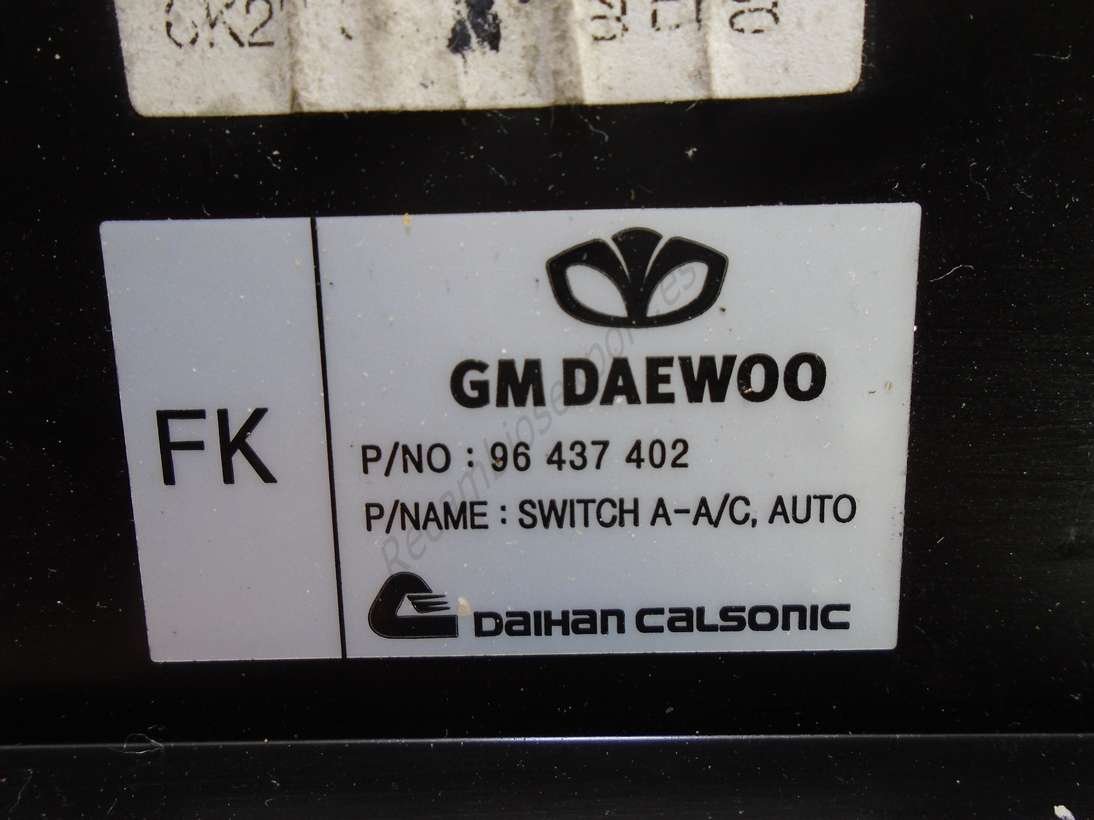 GM DAEWOO
FK
P/NO : 96 437 402
P/NAME : SWITCH A-A/C, AUTO
DAIHAN CALSONIC